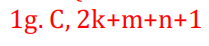 1g. C, 2k+m+n+1